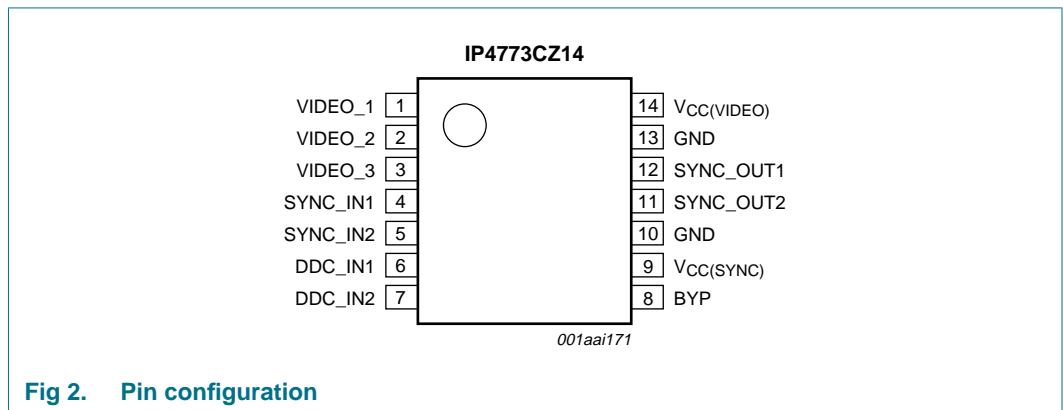 IP4773CZ14
VIDEO_1 1
VIDEO_2 2
VIDEO_3 3
SYNC_IN1 4
SYNC_IN2 5
DDC_IN1 6
DDC_IN2 7
14 VCC(VIDEO)
13 GND
12 SYNC_OUT1
11 SYNC_OUT2
10 GND
9 VCC(SYNC)
8 BYP
001aai171
Fig 2. Pin configuration